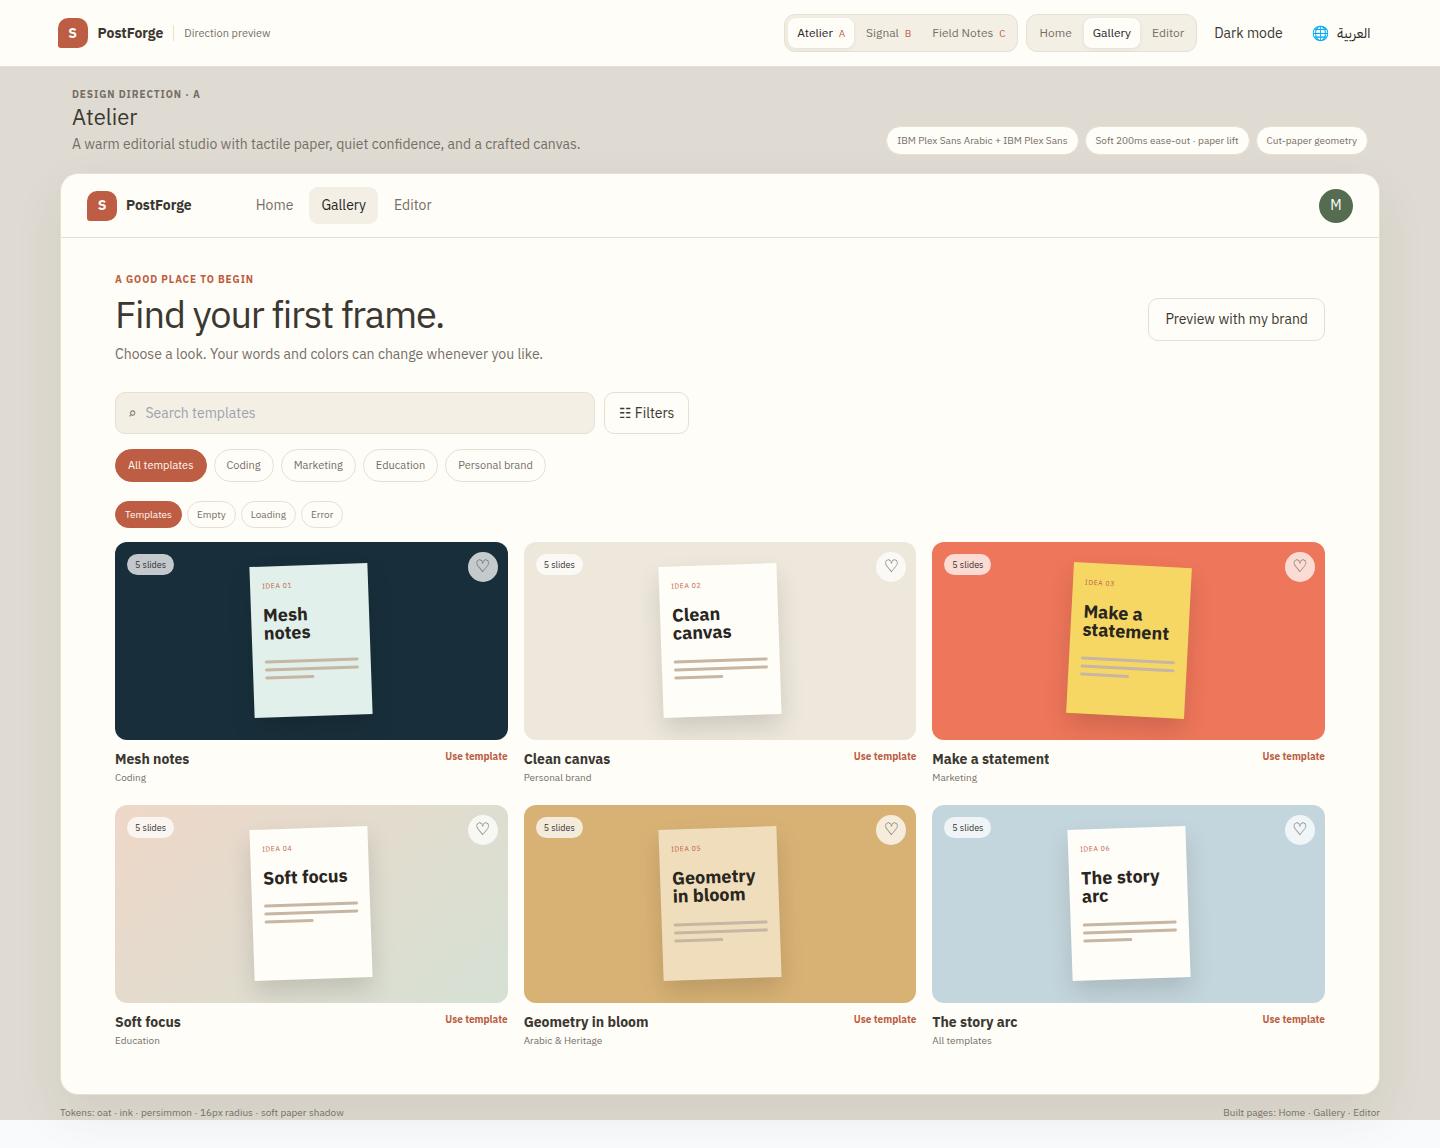 S PostForge Direction preview Atelier A Signal B Field Notes C Home Gallery Editor Dark mode العربية
DESIGN DIRECTION · A
Atelier
A warm editorial studio with tactile paper, quiet confidence, and a crafted canvas.
IBM Plex Sans Arabic + IBM Plex Sans Soft 200ms ease-out · paper lift Cut-paper geometry
S PostForge Home Gallery Editor M
A GOOD PLACE TO BEGIN
Find your first frame.
Preview with my brand
Choose a look. Your words and colors can change whenever you like.
Search templates Filters
All templates Coding Marketing Education Personal brand
Templates Empty Loading Error
5 slides
IDEA 01
Mesh
notes
5 slides
IDEA 02
Clean
canvas
5 slides
IDEA 03
Make a
statement
Mesh notes Use template
Coding
Clean canvas Use template
Personal brand
Make a statement Use template
Marketing
5 slides
IDEA 04
Soft focus
5 slides
IDEA 05
Geometry
in bloom
5 slides
IDEA 06
The story
arc
Soft focus Use template
Education
Geometry in bloom Use template
Arabic & Heritage
The story arc Use template
All templates
Tokens: oat · ink · persimmon · 16px radius · soft paper shadow
Built pages: Home · Gallery · Editor